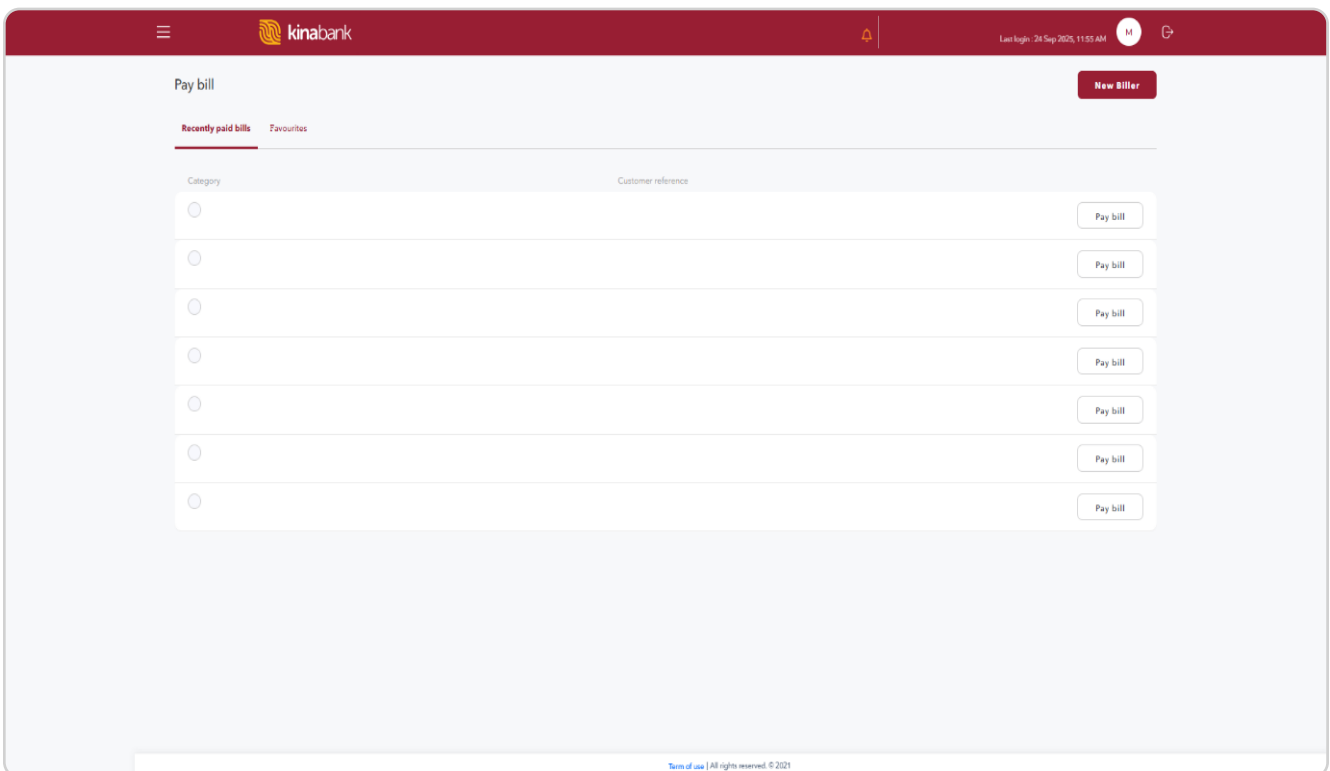 kinabank
Last login : 24 Sep 2025, 11:55 AM
M
Pay bill
New Biller
Recently paid bills Favourites
Category Customer reference
Pay bill
Pay bill
Pay bill
Pay bill
Pay bill
Pay bill
Pay bill
Term of use | All rights reserved. © 2021